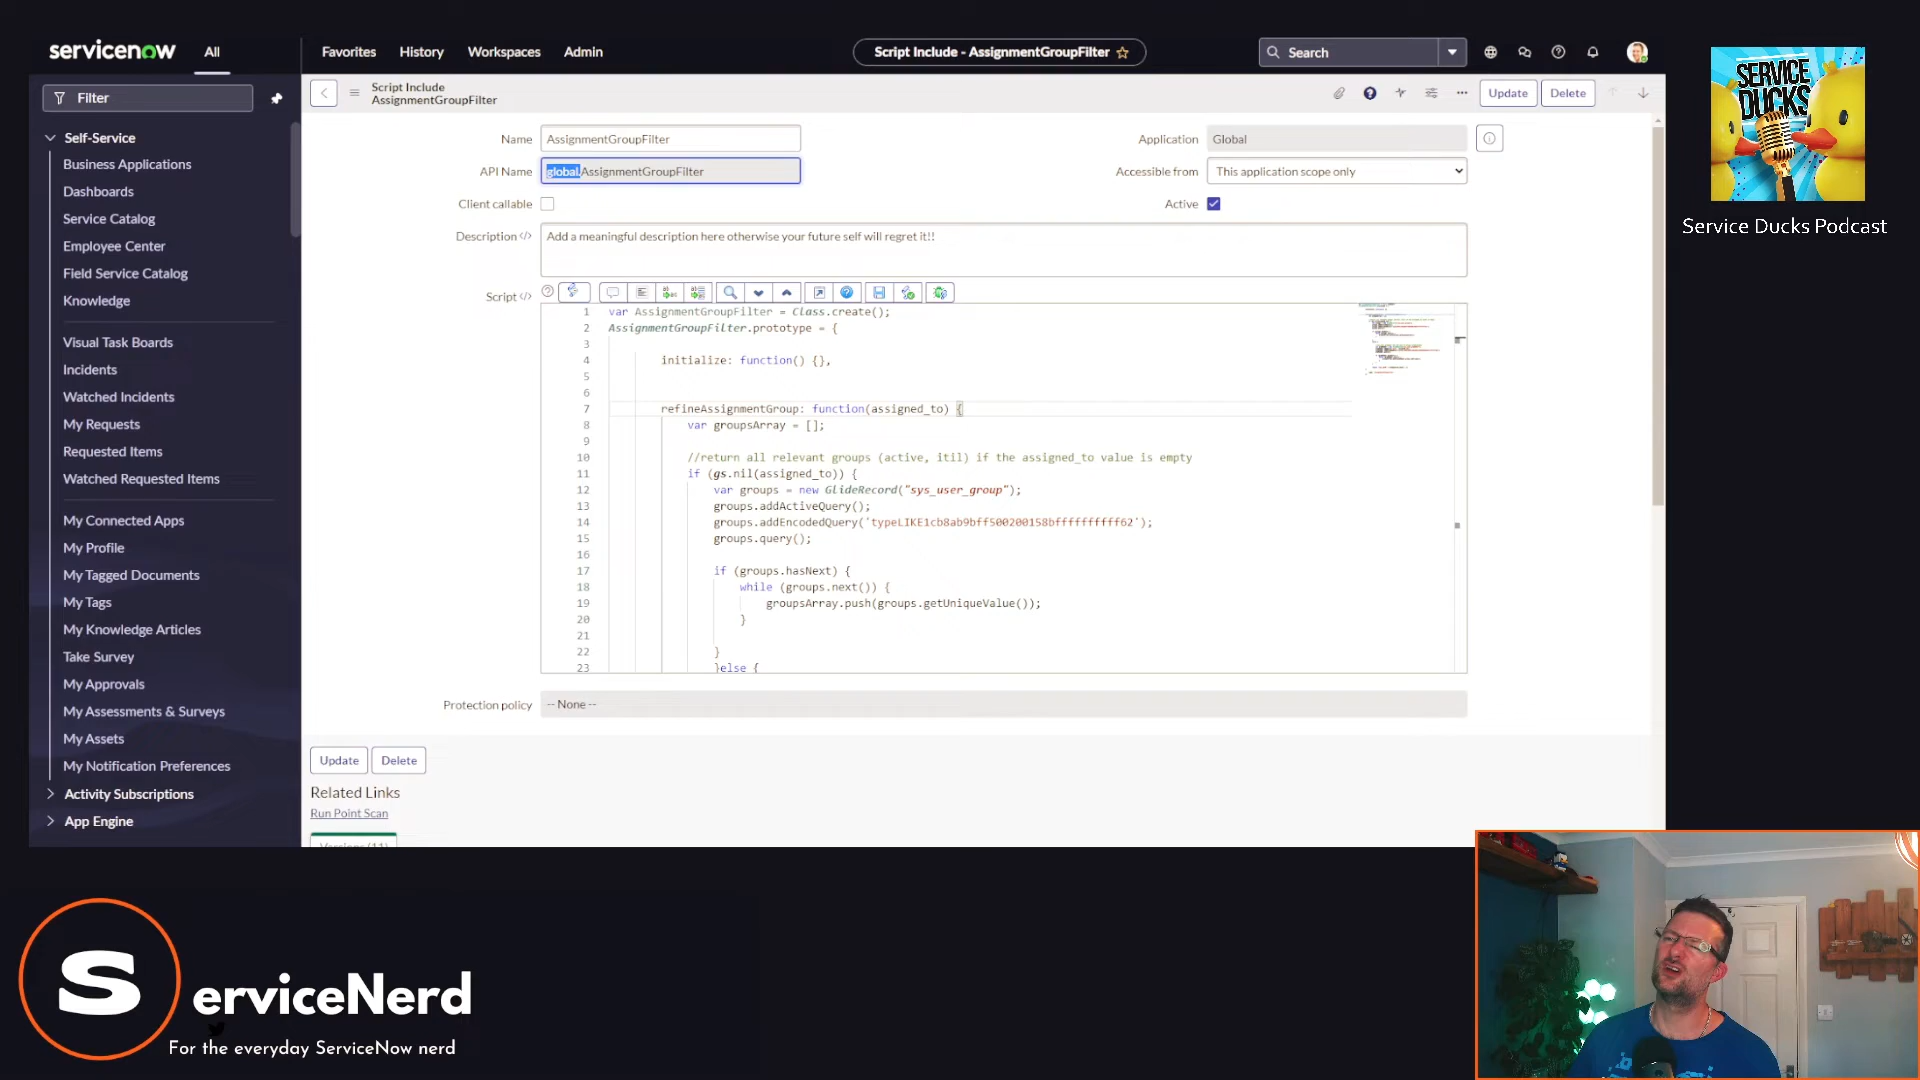 servicenow
All
Favorites
History
Workspaces
Admin
Script Include - AssignmentGroupFilter
Search
Filter
Self-Service
Business Applications
Dashboards
Service Catalog
Employee Center
Field Service Catalog
Knowledge
Visual Task Boards
Incidents
Watched Incidents
My Requests
Requested Items
Watched Requested Items
My Connected Apps
My Profile
My Tagged Documents
My Tags
My Knowledge Articles
Take Survey
My Approvals
My Assessments & Surveys
My Assets
My Notification Preferences
Activity Subscriptions
App Engine
Script Include
AssignmentGroupFilter
Update
Delete
Name
AssignmentGroupFilter
Application
Global
API Name
global.AssignmentGroupFilter
Accessible from
This application scope only
Client callable
Active
Description
Add a meaningful description here otherwise your future self will regret it!!
Script
1 var AssignmentGroupFilter = Class.create();
2 AssignmentGroupFilter.prototype = {
3
4 initialize: function() {},
5
6
7 refineAssignmentGroup: function(assigned_to) {
8 var groupsArray = [];
9
10 //return all relevant groups (active, itil) if the assigned_to value is empty
11 if (gs.nil(assigned_to)) {
12 var groups = new GlideRecord("sys_user_group");
13 groups.addActiveQuery();
14 groups.addEncodedQuery('typeLIKE1cb8ab9bff500200158bffffffffff62');
15 groups.query();
16
17 if (groups.hasNext) {
18 while (groups.next()) {
19 groupsArray.push(groups.getUniqueValue());
20 }
21
22 }
23 }else {
Protection policy
-- None --
Update
Delete
Related Links
Run Point Scan
SERVICE
DUCKS
Service Ducks Podcast
S
erviceNerd
For the everyday ServiceNow nerd